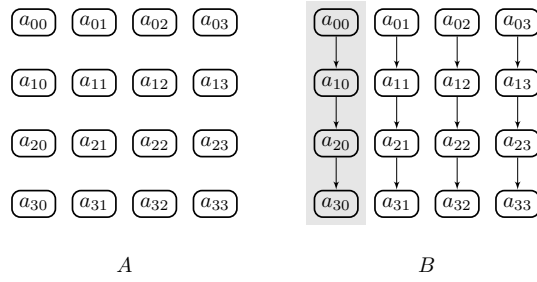 a₀₀ a₀₁ a₀₂ a₀₃ a₀₀ a₀₁ a₀₂ a₀₃
a₁₀ a₁₁ a₁₂ a₁₃ a₁₀ a₁₁ a₁₂ a₁₃
a₂₀ a₂₁ a₂₂ a₂₃ a₂₀ a₂₁ a₂₂ a₂₃
a₃₀ a₃₁ a₃₂ a₃₃ a₃₀ a₃₁ a₃₂ a₃₃
A B